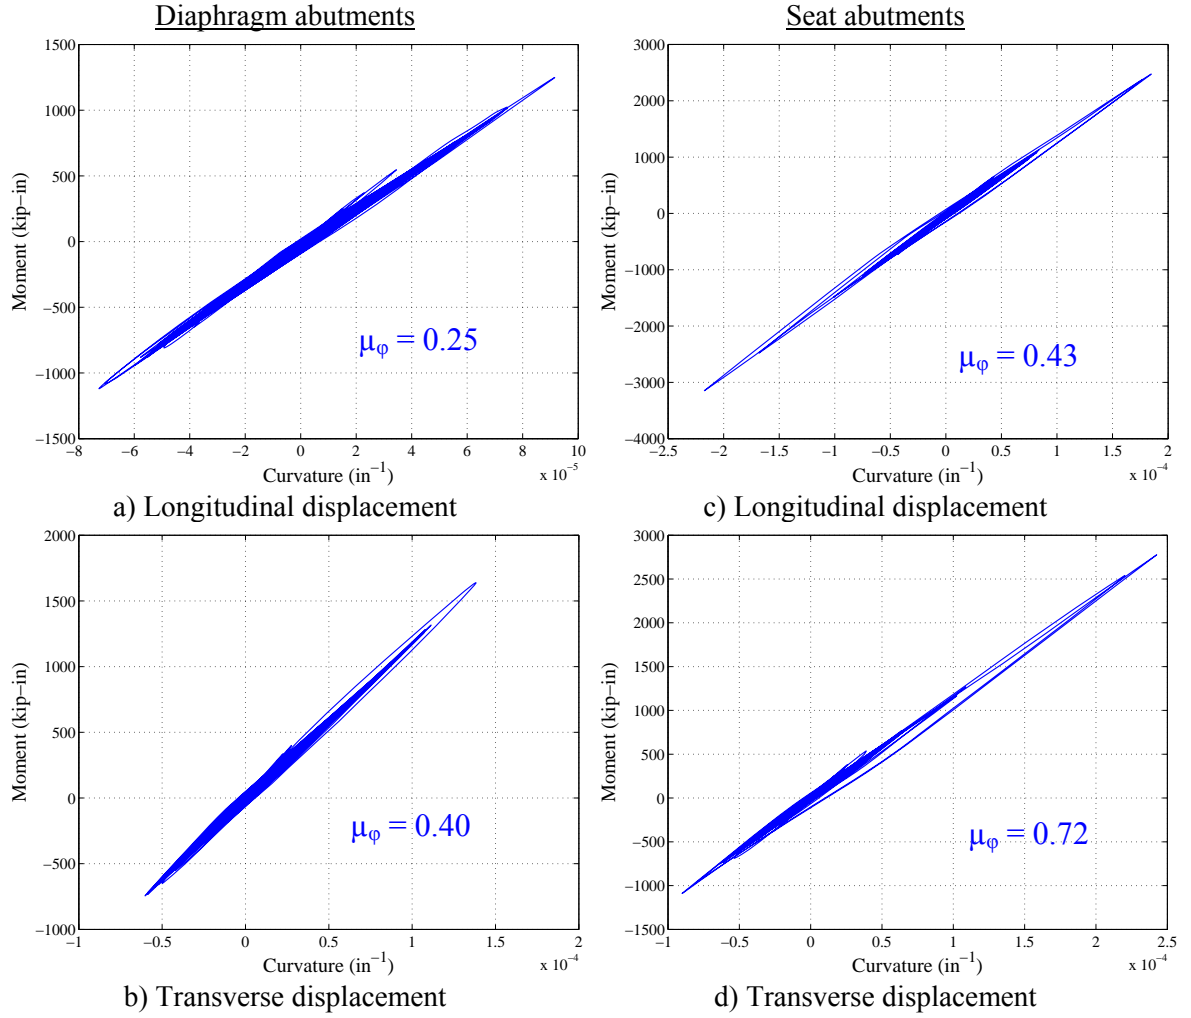 Diaphragm abutments
1500
1000
500
0
−500
−1000
−1500
Moment (kip−in)
−8 −6 −4 −2 0 2 4 6 8 10
Curvature (in⁻¹)
x 10⁻⁵
μφ = 0.25
a) Longitudinal displacement
Seat abutments
3000
2000
1000
0
−1000
−2000
−3000
−4000
Moment (kip−in)
−2.5 −2 −1.5 −1 −0.5 0 0.5 1 1.5 2
Curvature (in⁻¹)
x 10⁻⁴
μφ = 0.43
c) Longitudinal displacement
2000
1500
1000
500
0
−500
−1000
Moment (kip−in)
−1 −0.5 0 0.5 1 1.5 2
Curvature (in⁻¹)
x 10⁻⁴
μφ = 0.40
b) Transverse displacement
3000
2500
2000
1500
1000
500
0
−500
−1000
−1500
Moment (kip−in)
−1 −0.5 0 0.5 1 1.5 2 2.5
Curvature (in⁻¹)
x 10⁻⁴
μφ = 0.72
d) Transverse displacement